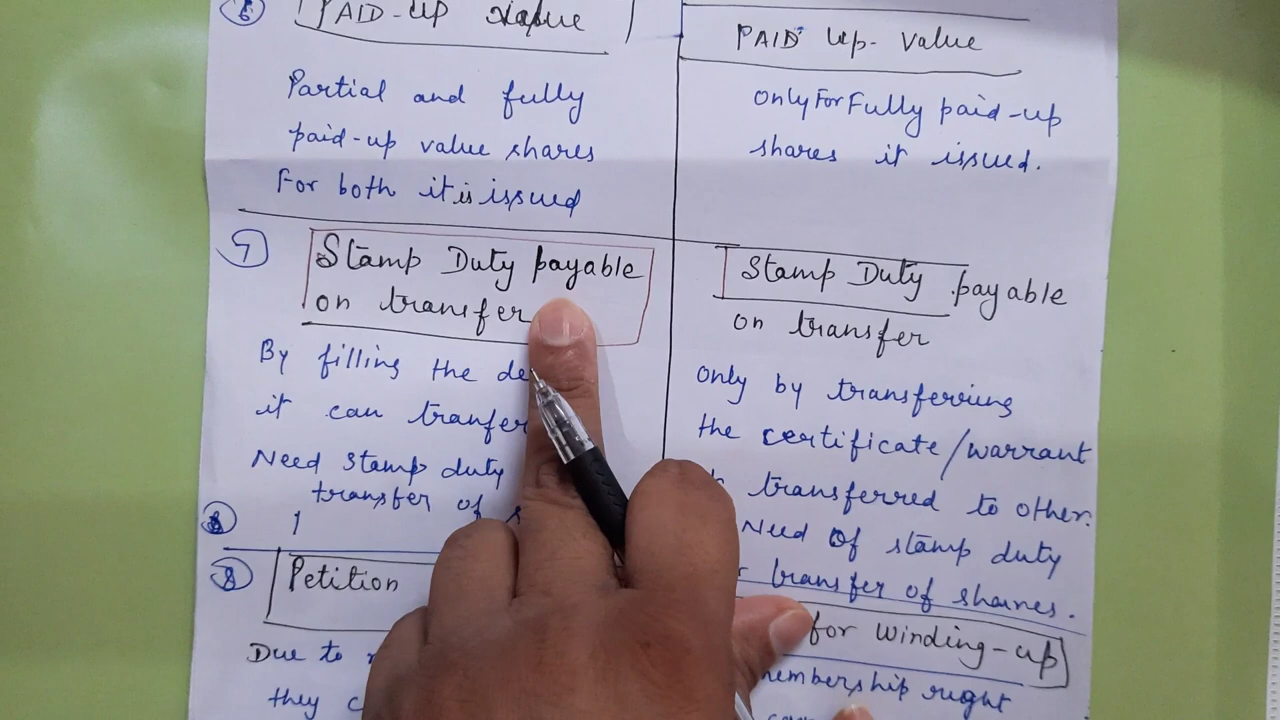 6
PAID-UP value
Partial and fully
paid-up value shares
For both it is issued
7
Stamp Duty payable
on transfer
By filling the
it can tranfer
Need stamp duty
transfer of
8
Petition
Due to
they
PAID Up- Value
Only For Fully paid-up
shares it issued.
Stamp Duty payable
on transfer
only by transferring
the certificate/warrant
transferred to other.
Need Of stamp duty
transfer of shares.
for Winding-up
membership right